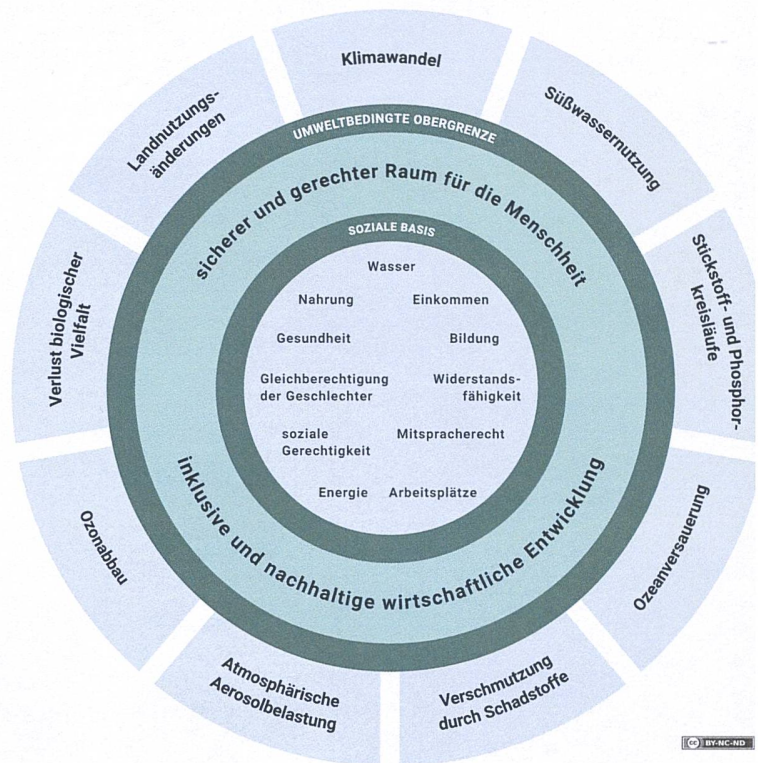 Klimawandel
Süßwassernutzung
Stickstoff- und Phosphor-
kreisläufe
Ozeanversauerung
Verschmutzung
durch Schadstoffe
Atmosphärische
Aerosolbelastung
Ozonabbau
Verlust biologischer
Vielfalt
Landnutzungs-
änderungen
UMWELTBEDINGTE OBERGRENZE
sicherer und gerechter Raum für die Menschheit
SOZIALE BASIS
Wasser
Nahrung Einkommen
Gesundheit Bildung
Gleichberechtigung Widerstands-
der Geschlechter fähigkeit
soziale Mitspracherecht
Gerechtigkeit
Energie Arbeitsplätze
inklusive und nachhaltige wirtschaftliche Entwicklung
cc BY-NC-ND